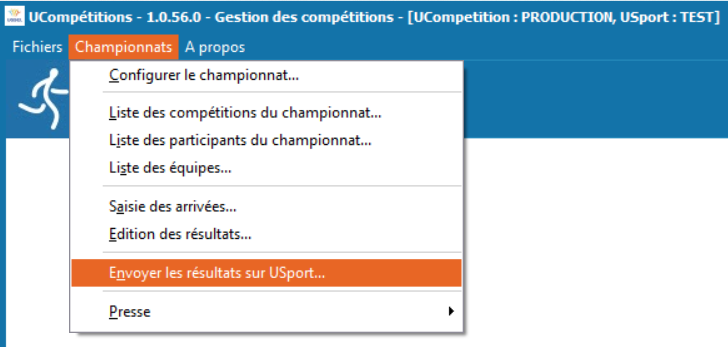 UCompétitions - 1.0.56.0 - Gestion des compétitions - [UCompetition : PRODUCTION, USport : TEST]
Fichiers Championnats A propos
Configurer le championnat...
Liste des compétitions du championnat...
Liste des participants du championnat...
Liste des équipes...
Saisie des arrivées...
Edition des résultats...
Envoyer les résultats sur USport...
Presse